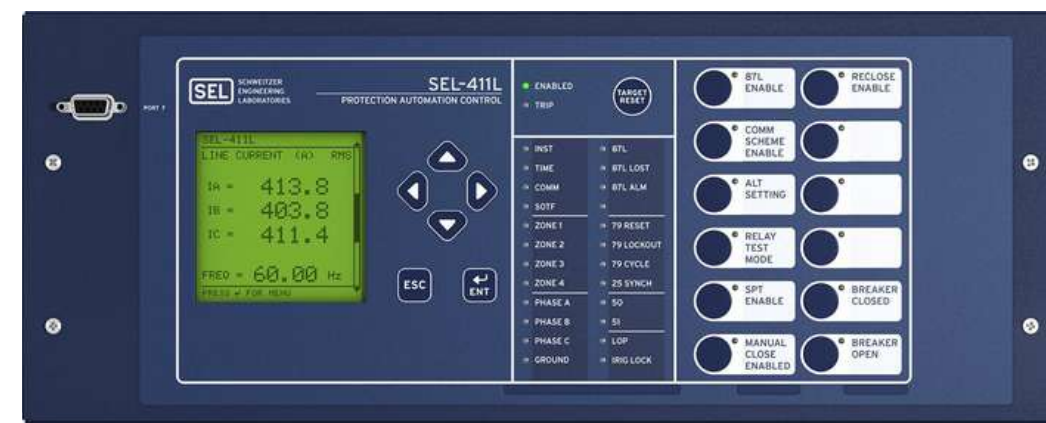 PORT F
SEL
SCHWEITZER
ENGINEERING
LABORATORIES
SEL-411L
PROTECTION AUTOMATION CONTROL
SEL-411L
LINE CURRENT (A) RMS
IA = 413.8
IB = 403.8
IC = 411.4
FREQ = 60.00 Hz
PRESS ↵ FOR MENU
ESC
ENT
ENABLED
TRIP
TARGET
RESET
INST
TIME
COMM
SOTF
ZONE 1
ZONE 2
ZONE 3
ZONE 4
PHASE A
PHASE B
PHASE C
GROUND
87L
87L LOST
87L ALM
79 RESET
79 LOCKOUT
79 CYCLE
25 SYNCH
50
51
LOP
IRIG LOCK
87L
ENABLE
RECLOSE
ENABLE
COMM
SCHEME
ENABLE
ALT
SETTING
RELAY
TEST
MODE
SPT
ENABLE
BREAKER
CLOSED
MANUAL
CLOSE
ENABLED
BREAKER
OPEN